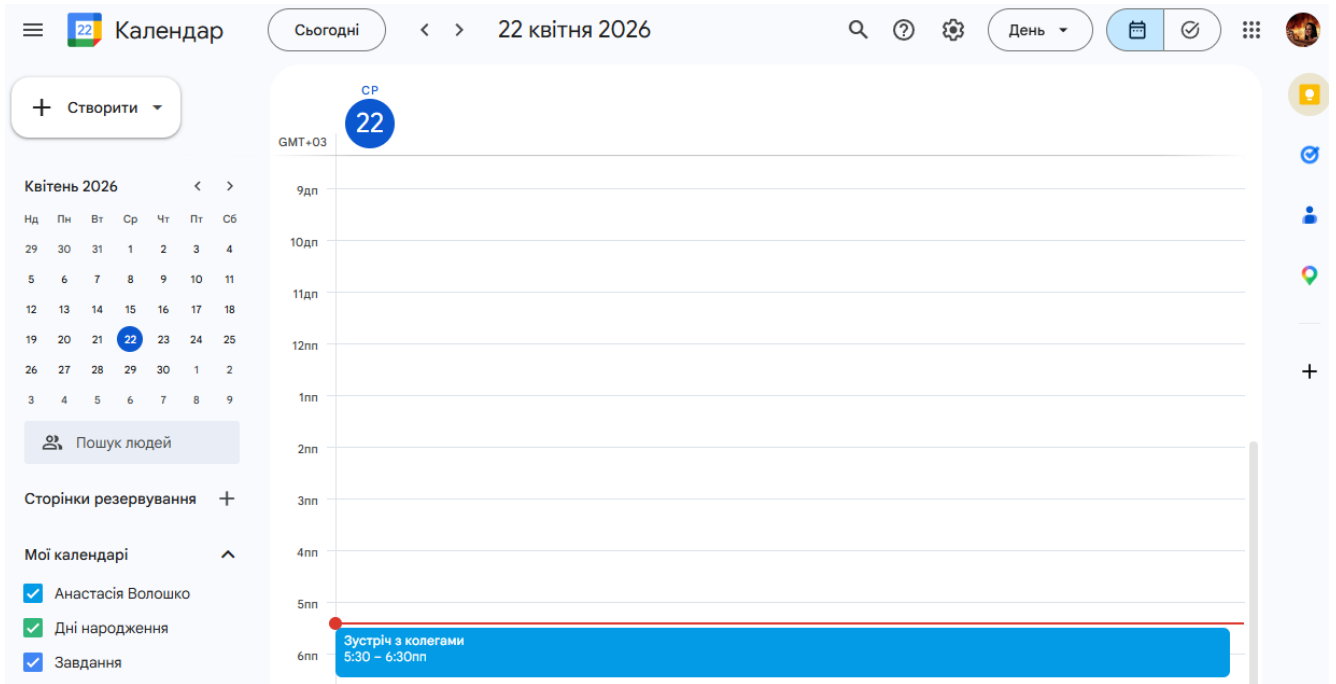 22 Календар
Сьогодні
22 квітня 2026
День
Створити
СР
22
GMT+03
Квітень 2026
Нд Пн Вт Ср Чт Пт Сб
29 30 31 1 2 3 4
5 6 7 8 9 10 11
12 13 14 15 16 17 18
19 20 21 22 23 24 25
26 27 28 29 30 1 2
3 4 5 6 7 8 9
Пошук людей
Сторінки резервування
Мої календарі
Анастасія Волошко
Дні народження
Завдання
9дп
10дп
11дп
12пп
1пп
2пп
3пп
4пп
5пп
6пп
Зустріч з колегами
5:30 – 6:30пп